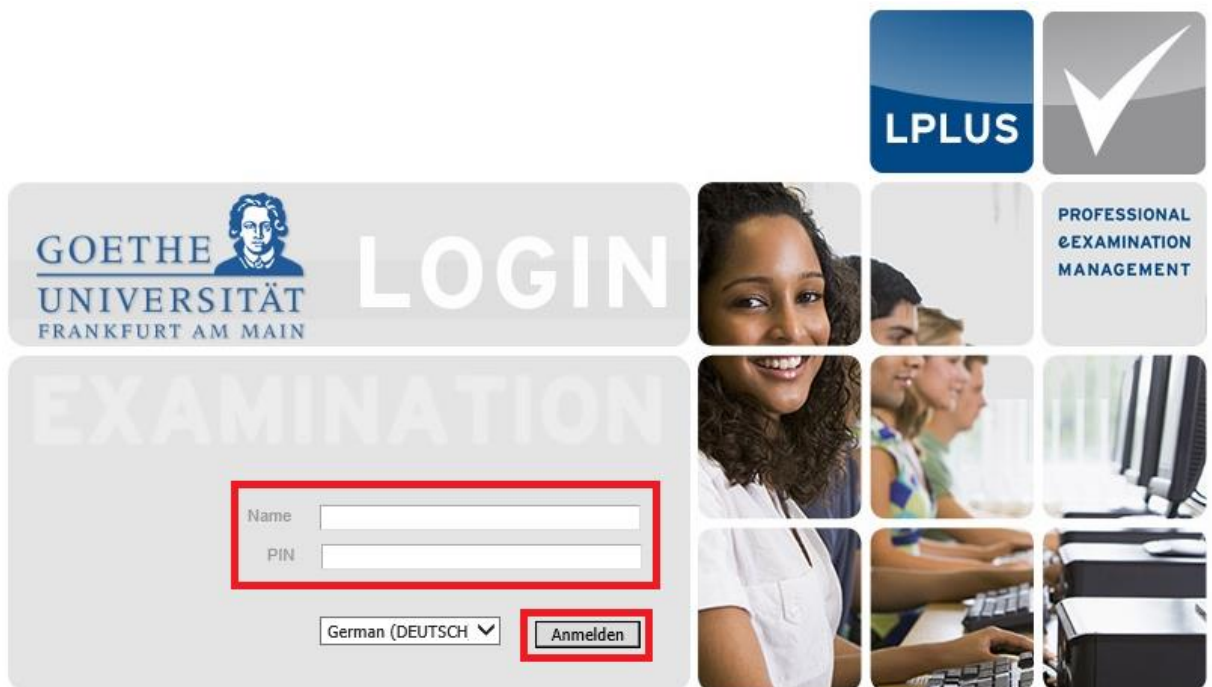 LPLUS
GOETHE
UNIVERSITÄT
FRANKFURT AM MAIN
LOGIN
PROFESSIONAL
eEXAMINATION
MANAGEMENT
EXAMINATION
Name
PIN
German (DEUTSCH
Anmelden